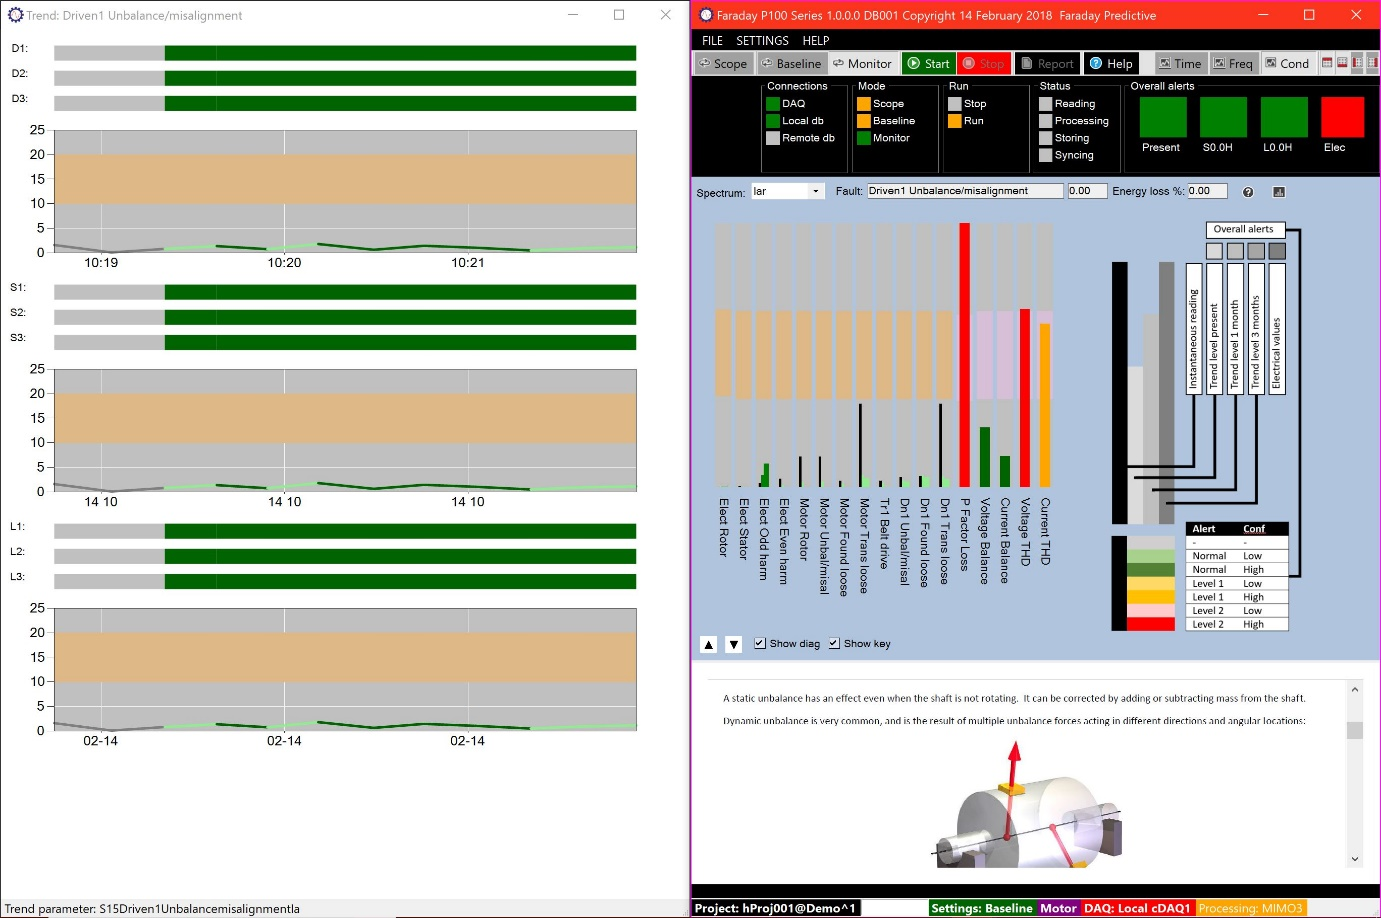 Trend: Driven1 Unbalance/misalignment
D1:
D2:
D3:
25
20
15
10
5
0
10:19 10:20 10:21
S1:
S2:
S3:
25
20
15
10
5
0
14 10 14 10 14 10
L1:
L2:
L3:
25
20
15
10
5
0
02-14 02-14 02-14
Trend parameter: S15Driven1Unbalancemisalignmentla
Faraday P100 Series 1.0.0.0 DB001 Copyright 14 February 2018 Faraday Predictive
FILE SETTINGS HELP
Scope Baseline Monitor Start Stop Report Help Time Freq Cond
Connections Mode Run Status Overall alerts
DAQ Scope Stop Reading
Local db Baseline Run Processing
Remote db Monitor Storing
Syncing
Present S0.0H L0.0H Elec
Spectrum: Iar Fault: Driven1 Unbalance/misalignment 0.00 Energy loss %: 0.00
Overall alerts
Instantaneous reading
Trend level present
Trend level 1 month
Trend level 3 months
Electrical values
Elect Rotor
Elect Stator
Elect Odd harm
Elect Even harm
Motor Rotor
Motor Unbal/misal
Motor Found loose
Motor Trans loose
Tr1 Belt drive
Dn1 Unbal/misal
Dn1 Found loose
Dn1 Trans loose
P Factor Loss
Voltage Balance
Current Balance
Voltage THD
Current THD
Alert Conf
- -
Normal Low
Normal High
Level 1 Low
Level 1 High
Level 2 Low
Level 2 High
Show diag Show key
A static unbalance has an effect even when the shaft is not rotating. It can be corrected by adding or subtracting mass from the shaft.
Dynamic unbalance is very common, and is the result of multiple unbalance forces acting in different directions and angular locations:
Project: hProj001@Demo^1 Settings: Baseline Motor DAQ: Local cDAQ1 Processing: MIMO3